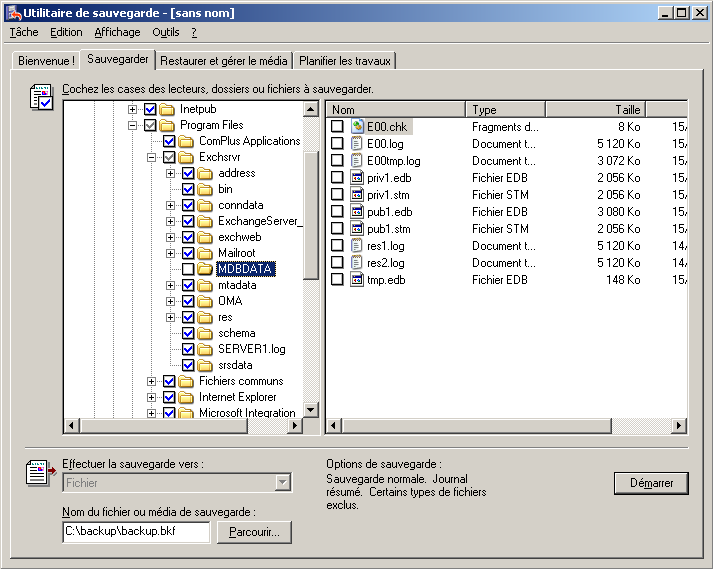 Utilitaire de sauvegarde - [sans nom]
Tâche Edition Affichage Outils ?
Bienvenue ! Sauvegarder Restaurer et gérer le média Planifier les travaux
Cochez les cases des lecteurs, dossiers ou fichiers à sauvegarder.
Inetpub
Program Files
ComPlus Applications
Exchsrvr
address
bin
conndata
ExchangeServer_
exchweb
Mailroot
MDBDATA
mtadata
OMA
res
schema
SERVER1.log
srsdata
Fichiers communs
Internet Explorer
Microsoft Integration
Nom Type Taille
E00.chk Fragments d... 8 Ko 15/
E00.log Document t... 5 120 Ko 15/
E00tmp.log Document t... 3 072 Ko 15/
priv1.edb Fichier EDB 2 056 Ko 15/
priv1.stm Fichier STM 2 056 Ko 15/
pub1.edb Fichier EDB 3 080 Ko 15/
pub1.stm Fichier STM 2 056 Ko 15/
res1.log Document t... 5 120 Ko 14/
res2.log Document t... 5 120 Ko 14/
tmp.edb Fichier EDB 148 Ko 15/
Effectuer la sauvegarde vers :
Fichier
Nom du fichier ou média de sauvegarde :
C:\backup\backup.bkf Parcourir...
Options de sauvegarde :
Sauvegarde normale. Journal
résumé. Certains types de fichiers
exclus.
Démarrer